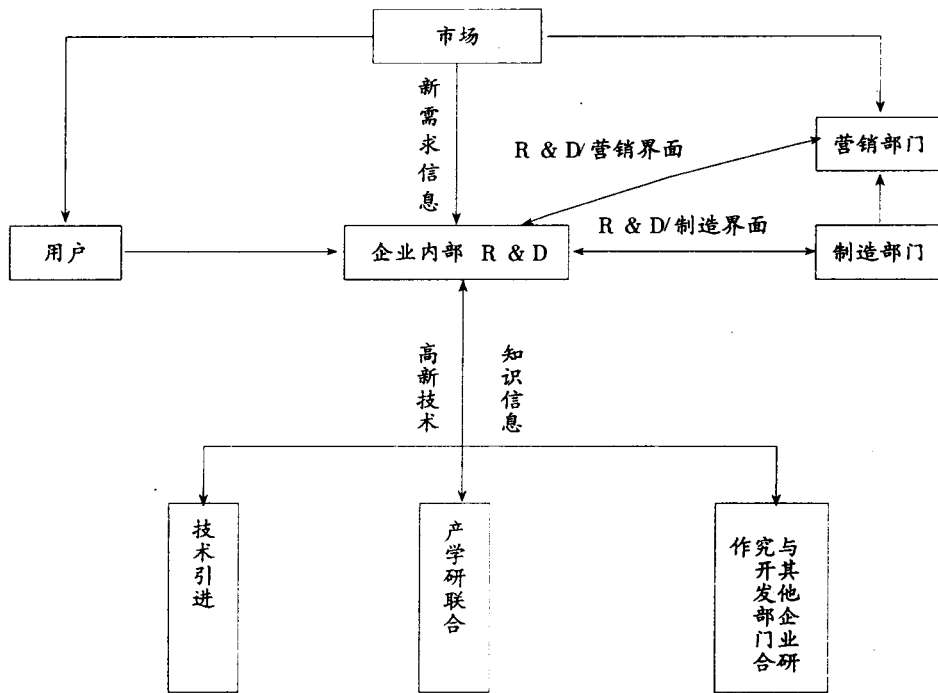 市场
新需求信息
R & D/营销界面
营销部门
R & D/制造界面
用户
企业内部 R & D
制造部门
高新技术
知识信息
技术引进
产学研联合
与其他企业研
究开发部门合
作